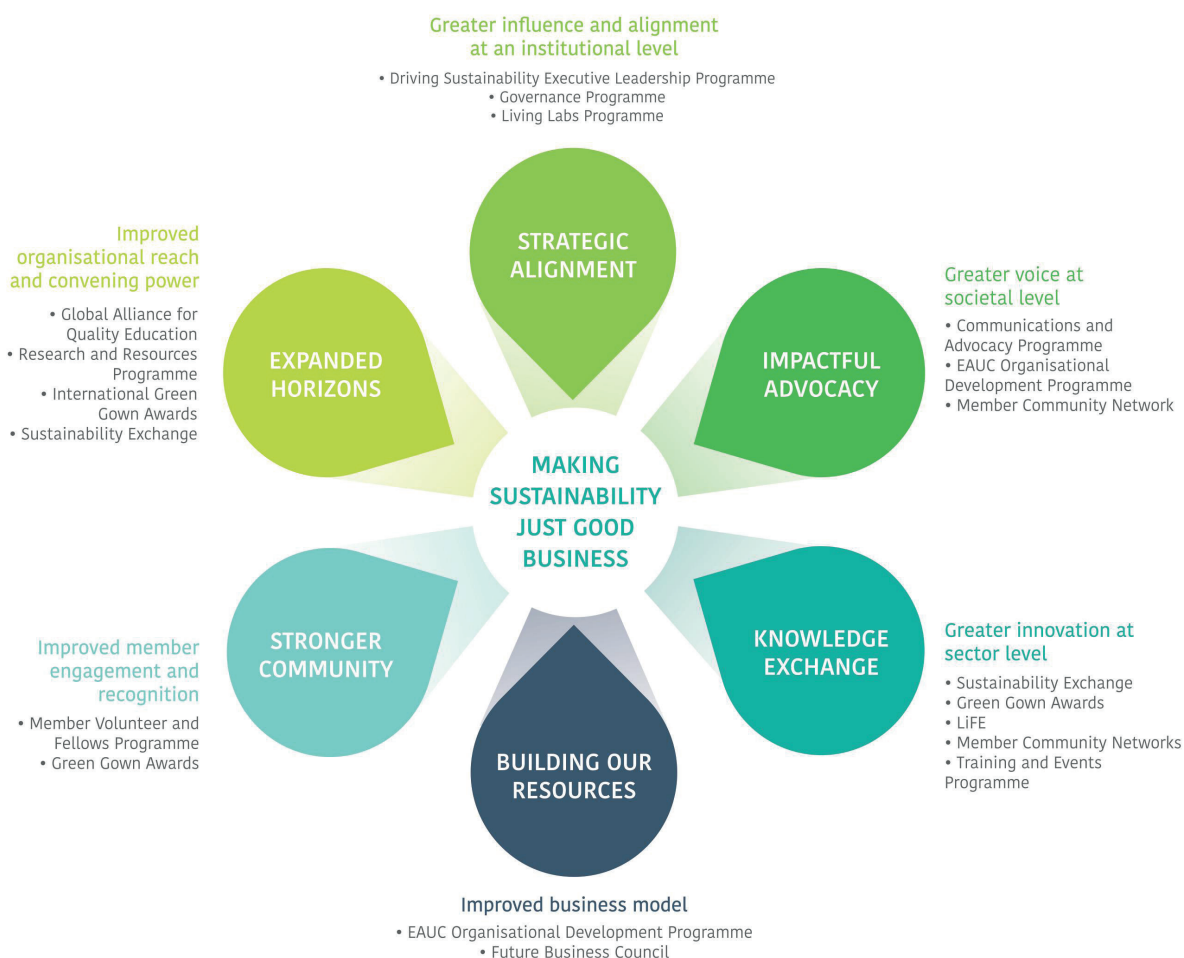 Greater influence and alignment
at an institutional level
• Driving Sustainability Executive Leadership Programme
• Governance Programme
• Living Labs Programme
STRATEGIC
ALIGNMENT
Improved
organisational reach
and convening power
• Global Alliance for
Quality Education
• Research and Resources
Programme
• International Green
Gown Awards
• Sustainability Exchange
EXPANDED
HORIZONS
IMPACTFUL
ADVOCACY
Greater voice at
societal level
• Communications and
Advocacy Programme
• EAUC Organisational
Development Programme
• Member Community Network
MAKING
SUSTAINABILITY
JUST GOOD
BUSINESS
Improved member
engagement and
recognition
• Member Volunteer and
Fellows Programme
• Green Gown Awards
STRONGER
COMMUNITY
KNOWLEDGE
EXCHANGE
Greater innovation at
sector level
• Sustainability Exchange
• Green Gown Awards
• LiFE
• Member Community Networks
• Training and Events
Programme
BUILDING OUR
RESOURCES
Improved business model
• EAUC Organisational Development Programme
• Future Business Council